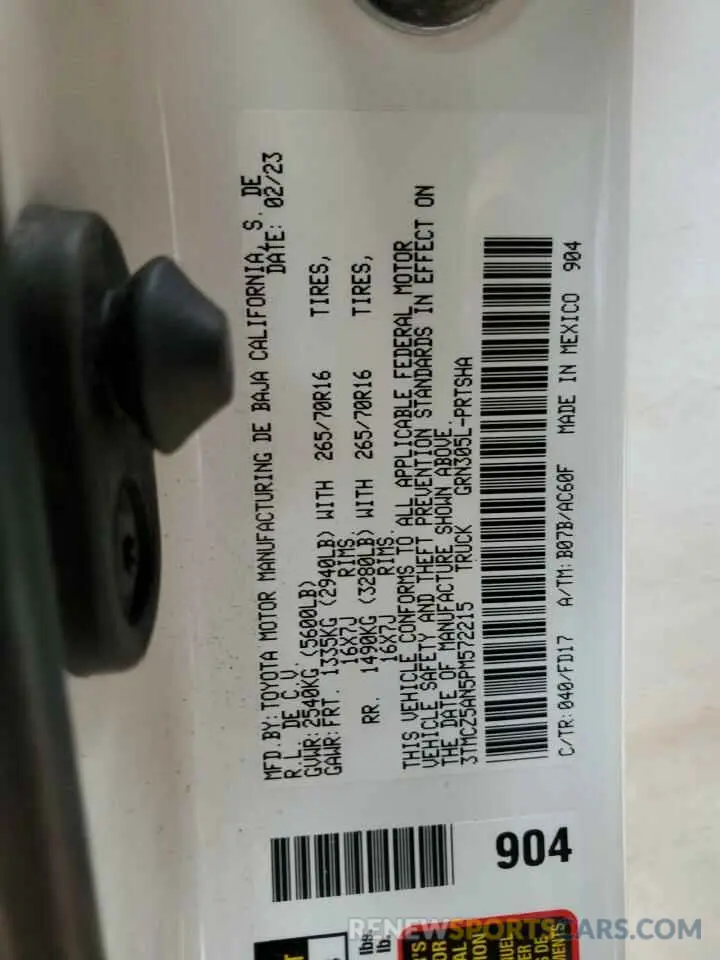 MFD. BY: TOYOTA MOTOR MANUFACTURING DE BAJA CALIFORNIA, S. DE
R.L. DE C.V. DATE: 02/23
GVWR: 2540KG (5600LB)
GAWR: FRT. 1335KG (2940LB) WITH 265/70R16 TIRES,
16X7J RIMS.
RR. 1490KG (3280LB) WITH 265/70R16 TIRES,
16X7J RIMS.
THIS VEHICLE CONFORMS TO ALL APPLICABLE FEDERAL MOTOR
VEHICLE SAFETY AND THEFT PREVENTION STANDARDS IN EFFECT ON
THE DATE OF MANUFACTURE SHOWN ABOVE.
3TMCZ5AN5PM572215 TRUCK GRN305L-PRTSHA
C/TR: 040/FD17 A/TM: B07B/AC60F MADE IN MEXICO 904
904
lbs.
lb.
RENEWSPORTSCARS.COM